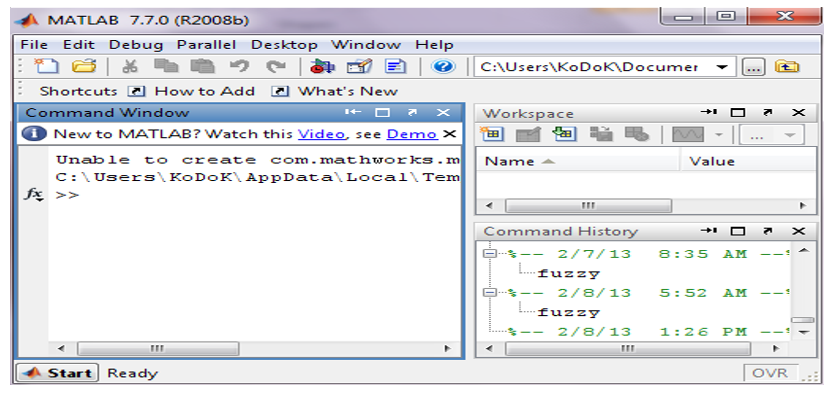 MATLAB 7.7.0 (R2008b)
File Edit Debug Parallel Desktop Window Help
C:\Users\KoDoK\Documer ...
Shortcuts How to Add What's New
Command Window
New to MATLAB? Watch this Video, see Demo
Unable to create com.mathworks.m
C:\Users\KoDoK\AppData\Local\Tem
fx >>
Workspace
...
Name Value
Command History
%-- 2/7/13 8:35 AM --%
fuzzy
%-- 2/8/13 5:52 AM --%
fuzzy
%-- 2/8/13 1:26 PM --%
Start Ready
OVR